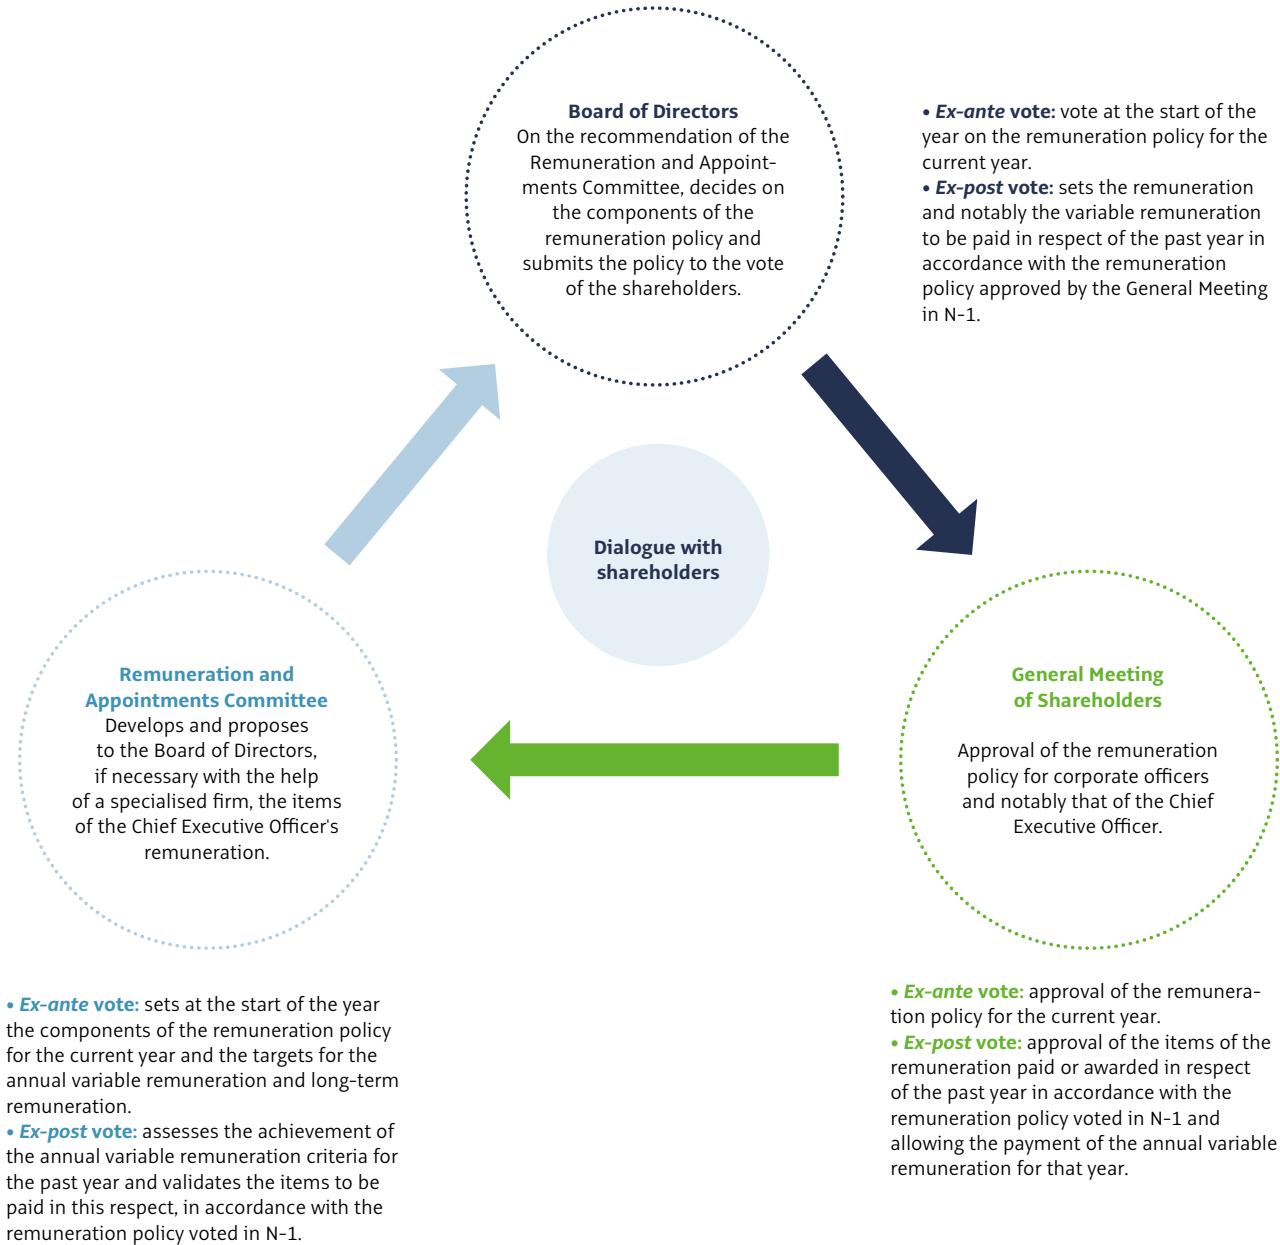 Board of Directors
On the recommendation of the
Remuneration and Appoint-
ments Committee, decides on
the components of the
remuneration policy and
submits the policy to the vote
of the shareholders.
• Ex-ante vote: vote at the start of the
year on the remuneration policy for the
current year.
• Ex-post vote: sets the remuneration
and notably the variable remuneration
to be paid in respect of the past year in
accordance with the remuneration
policy approved by the General Meeting
in N-1.
Dialogue with
shareholders
Remuneration and
Appointments Committee
Develops and proposes
to the Board of Directors,
if necessary with the help
of a specialised firm, the items
of the Chief Executive Officer's
remuneration.
General Meeting
of Shareholders
Approval of the remuneration
policy for corporate officers
and notably that of the Chief
Executive Officer.
• Ex-ante vote: sets at the start of the year
the components of the remuneration policy
for the current year and the targets for the
annual variable remuneration and long-term
remuneration.
• Ex-post vote: assesses the achievement of
the annual variable remuneration criteria for
the past year and validates the items to be
paid in this respect, in accordance with the
remuneration policy voted in N-1.
• Ex-ante vote: approval of the remunera-
tion policy for the current year.
• Ex-post vote: approval of the items of the
remuneration paid or awarded in respect
of the past year in accordance with the
remuneration policy voted in N-1 and
allowing the payment of the annual variable
remuneration for that year.